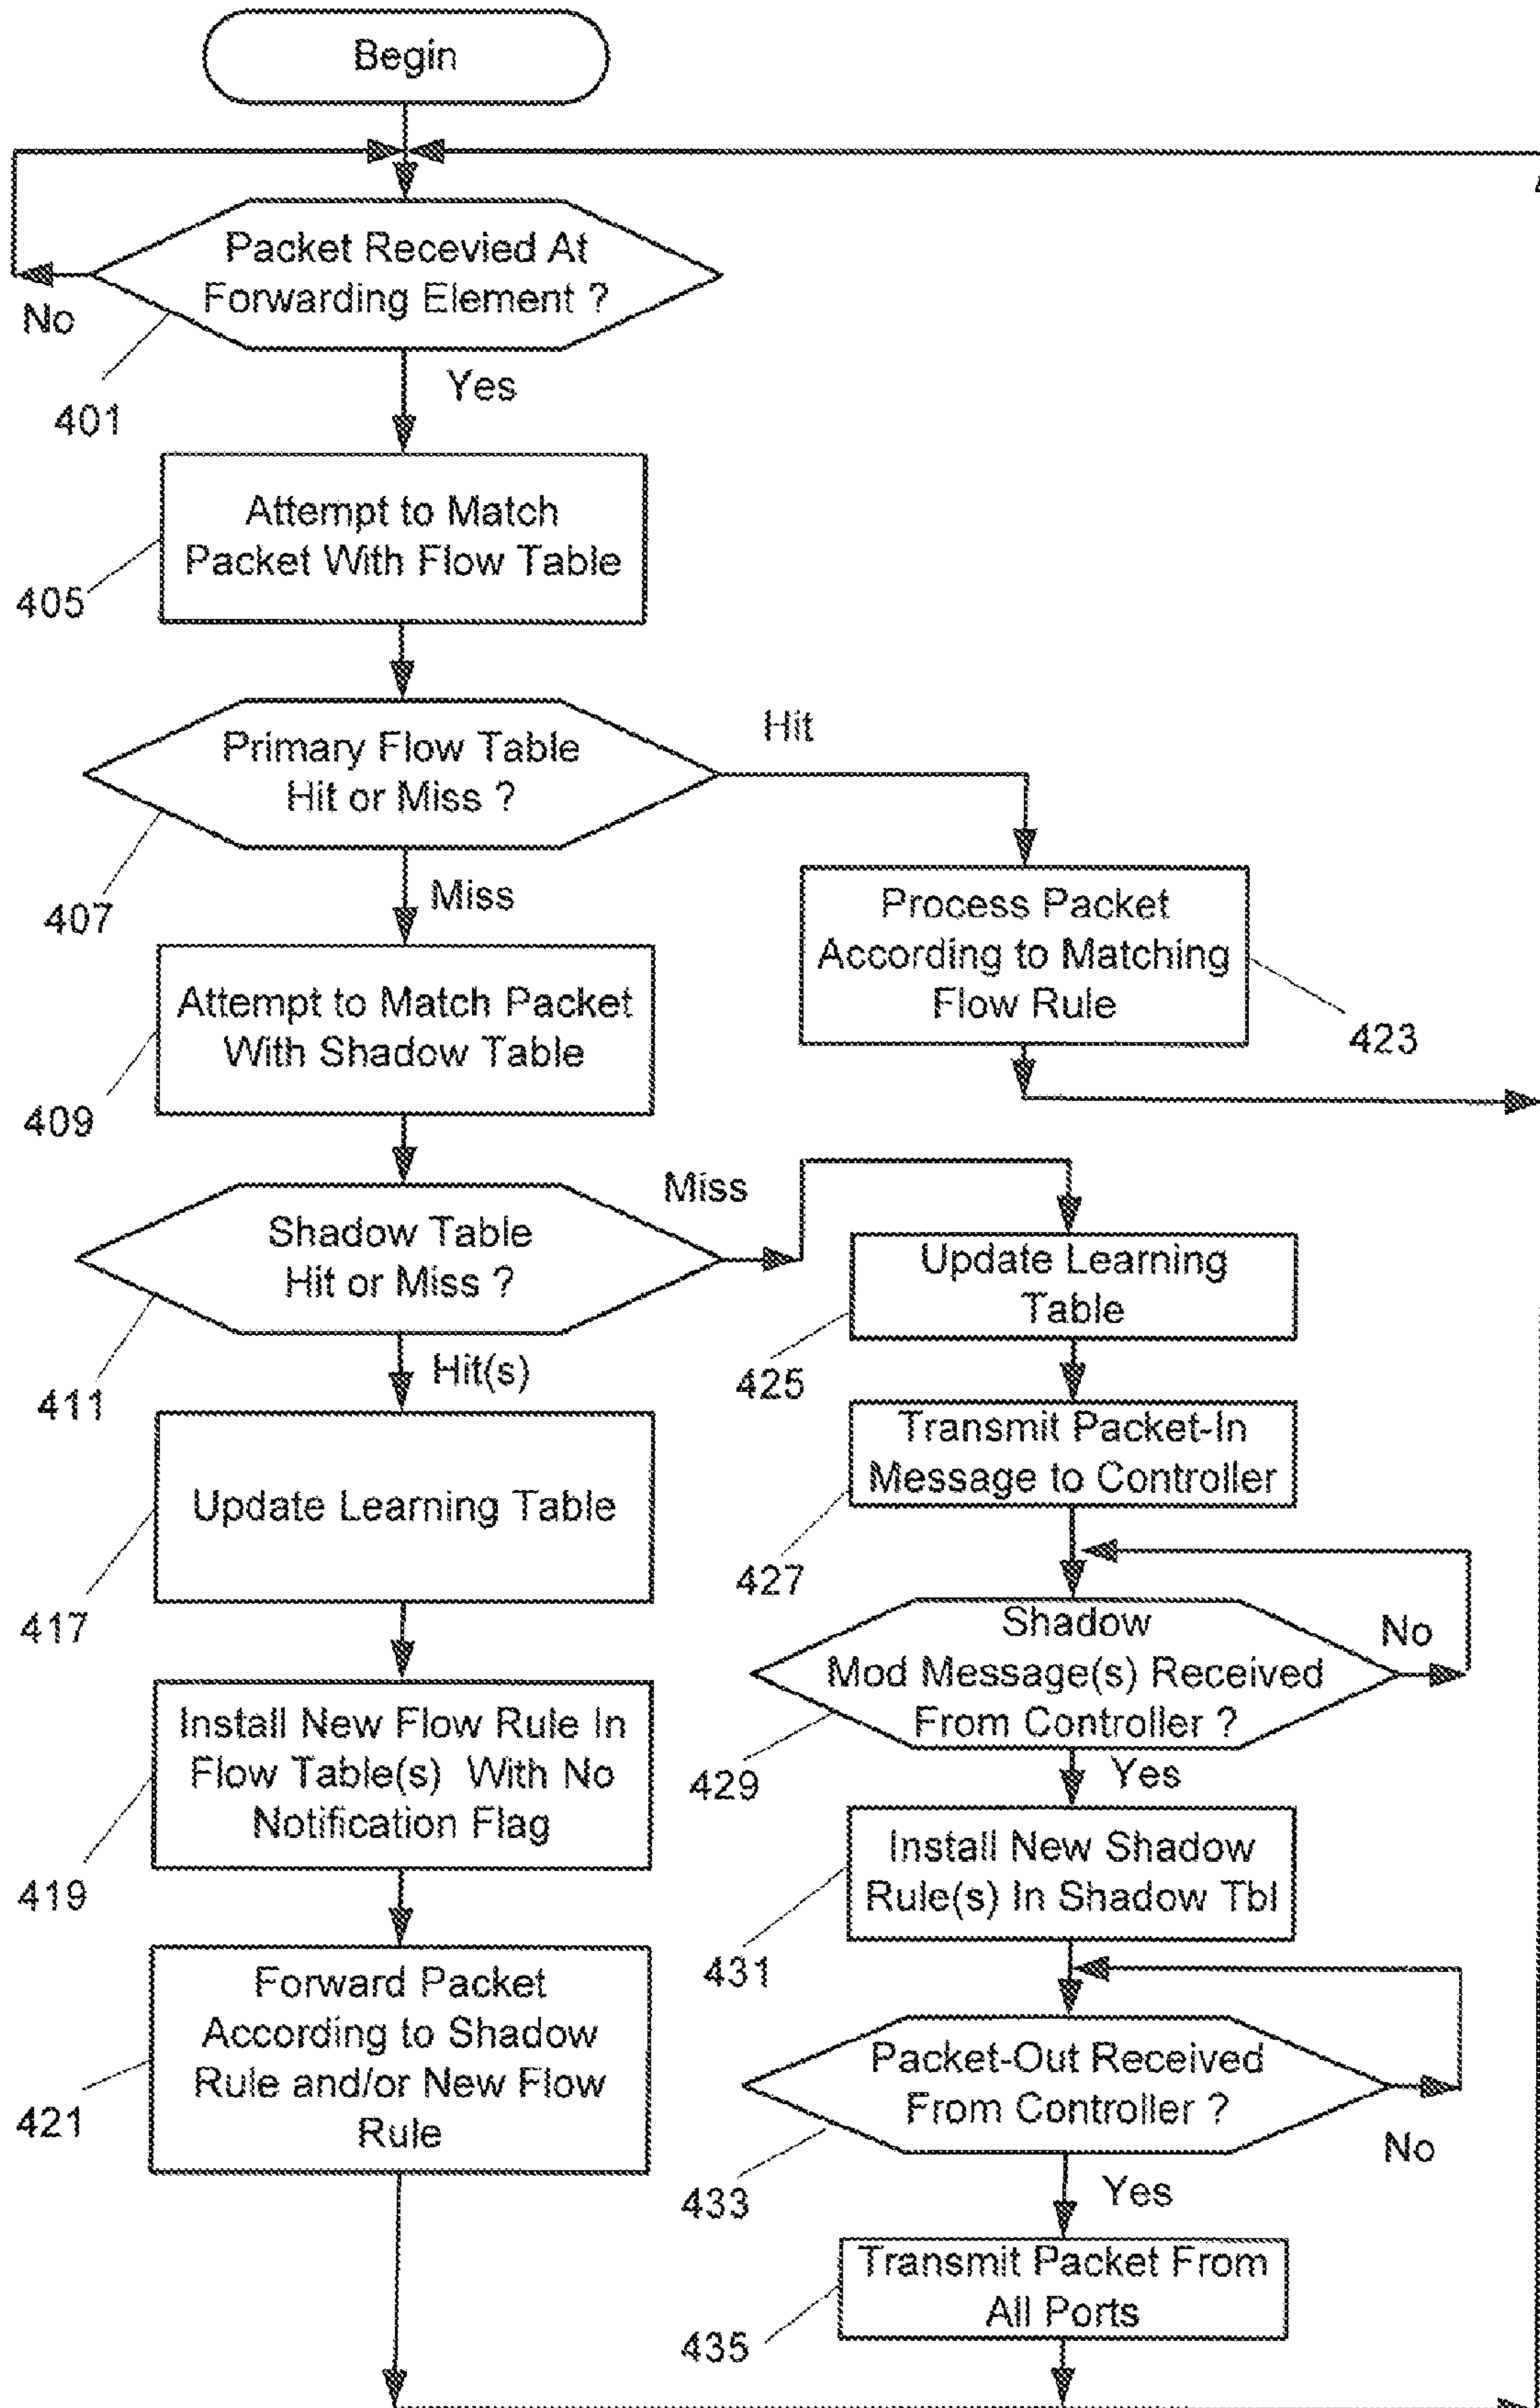 Begin
Packet Recevied At
Forwarding Element ?
No
401
Yes
Attempt to Match
Packet With Flow Table
405
Primary Flow Table
Hit or Miss ?
Hit
407
Miss
Process Packet
According to Matching
Flow Rule
423
Attempt to Match Packet
With Shadow Table
409
Shadow Table
Hit or Miss ?
Miss
411
Hit(s)
Update Learning
Table
425
Update Learning Table
417
Transmit Packet-In
Message to Controller
427
Shadow
Mod Message(s) Received
From Controller ?
No
429
Yes
Install New Flow Rule In
Flow Table(s) With No
Notification Flag
419
Install New Shadow
Rule(s) In Shadow Tbl
431
Forward Packet
According to Shadow
Rule and/or New Flow
Rule
421
Packet-Out Received
From Controller ?
No
433
Yes
Transmit Packet From
All Ports
435